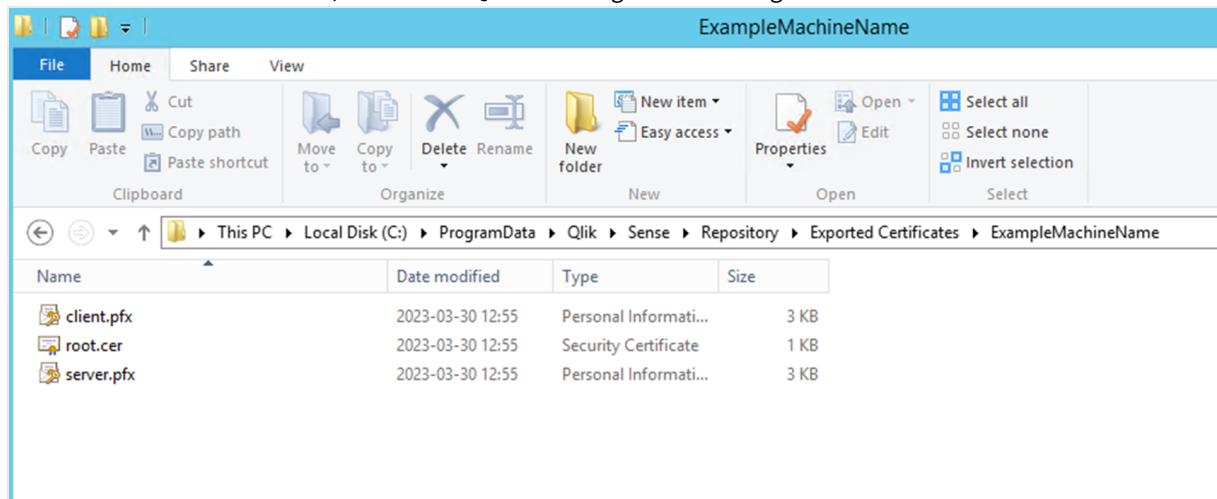 ExampleMachineName
File Home Share View
Copy
Paste
Cut
Copy path
Paste shortcut
Clipboard
Move to
Copy to
Delete
Rename
Organize
New folder
New item
Easy access
New
Properties
Open
Edit
Open
Select all
Select none
Invert selection
Select
This PC Local Disk (C:) ProgramData Qlik Sense Repository Exported Certificates ExampleMachineName
Name Date modified Type Size
client.pfx 2023-03-30 12:55 Personal Informati... 3 KB
root.cer 2023-03-30 12:55 Security Certificate 1 KB
server.pfx 2023-03-30 12:55 Personal Informati... 3 KB